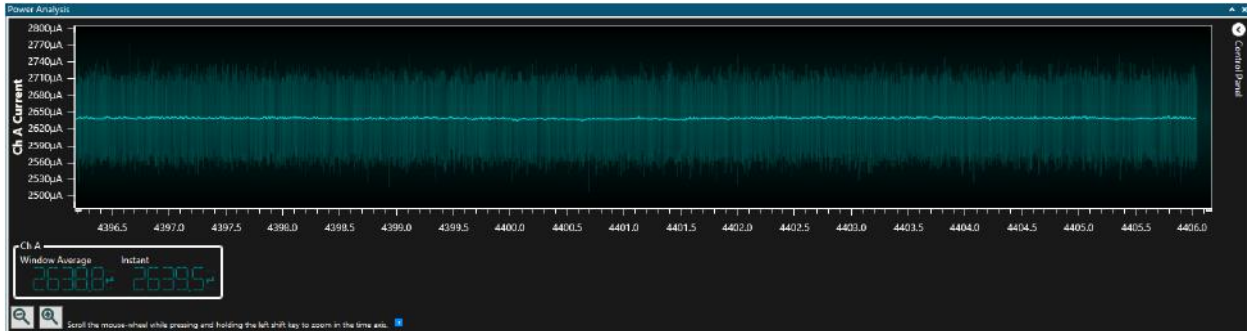 Power Analysis
Control Panel
Ch A Current
2800µA
2770µA
2740µA
2710µA
2680µA
2650µA
2620µA
2590µA
2560µA
2530µA
2500µA
4396.5 4397.0 4397.5 4398.0 4398.5 4399.0 4399.5 4400.0 4400.5 4401.0 4401.5 4402.0 4402.5 4403.0 4403.5 4404.0 4404.5 4405.0 4405.5 4406.0
Ch A
Window Average Instant
2638.8 2639.5
Scroll the mouse-wheel while pressing and holding the left shift key to zoom in the time axis.